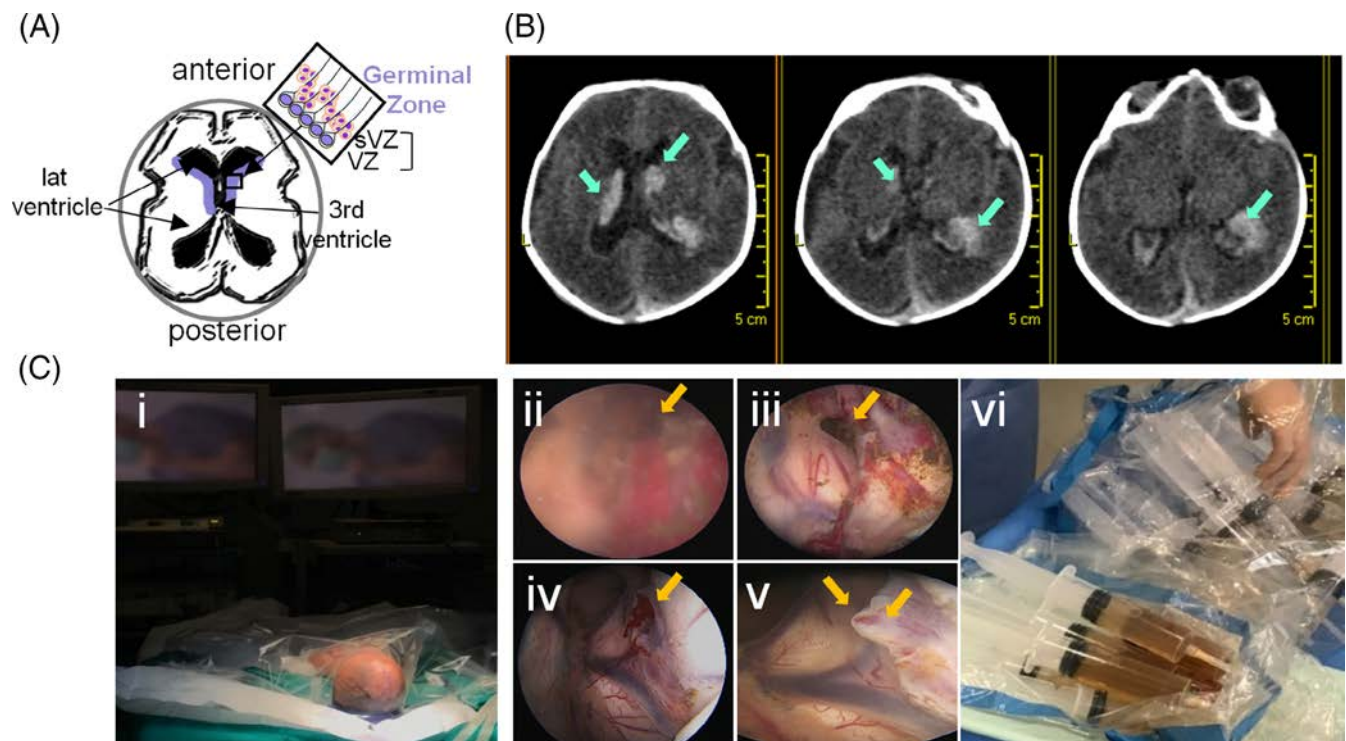 (A)
anterior
Germinal
Zone
sVZ
VZ
lat
ventricle
3rd
ventricle
posterior
(B)
L
5 cm
L
5 cm
L
5 cm
(C)
i
ii
iii
iv
v
vi